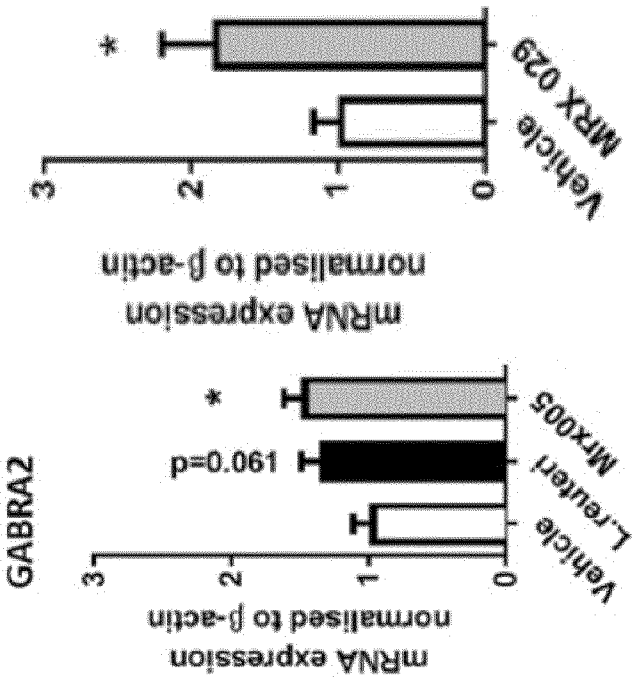 GABRA2
mRNA expression
normalised to β-actin
3
2
1
0
p=0.061
*
Vehicle
L.reuteri
Mrx005
mRNA expression
normalised to β-actin
3
2
1
0
*
Vehicle
MRX 029